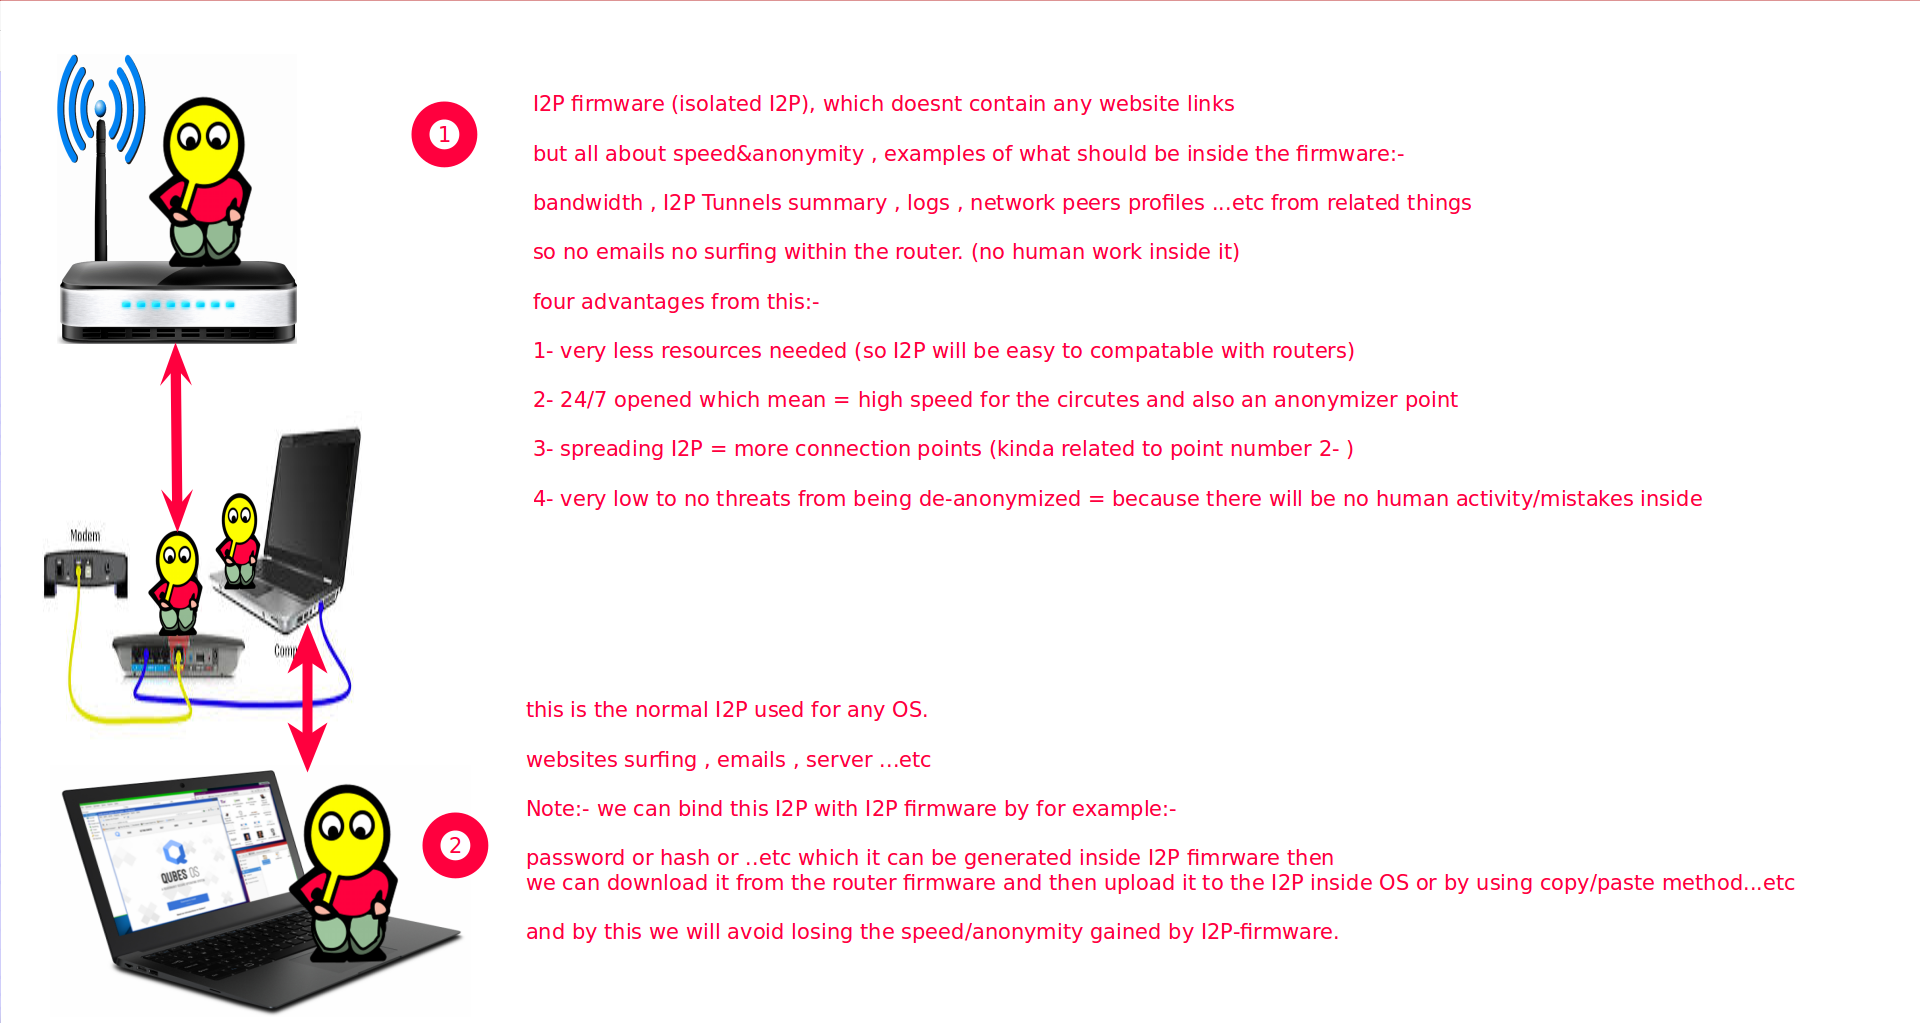 1
I2P firmware (isolated I2P), which doesnt contain any website links
but all about speed&anonymity , examples of what should be inside the firmware:-
bandwidth , I2P Tunnels summary , logs , network peers profiles ...etc from related things
so no emails no surfing within the router. (no human work inside it)
four advantages from this:-
1- very less resources needed (so I2P will be easy to compatable with routers)
2- 24/7 opened which mean = high speed for the circutes and also an anonymizer point
3- spreading I2P = more connection points (kinda related to point number 2- )
4- very low to no threats from being de-anonymized = because there will be no human activity/mistakes inside
Modem
Comp
this is the normal I2P used for any OS.
websites surfing , emails , server ...etc
Note:- we can bind this I2P with I2P firmware by for example:-
2
password or hash or ..etc which it can be generated inside I2P fimrware then
we can download it from the router firmware and then upload it to the I2P inside OS or by using copy/paste method...etc
and by this we will avoid losing the speed/anonymity gained by I2P-firmware.
QUBES OS